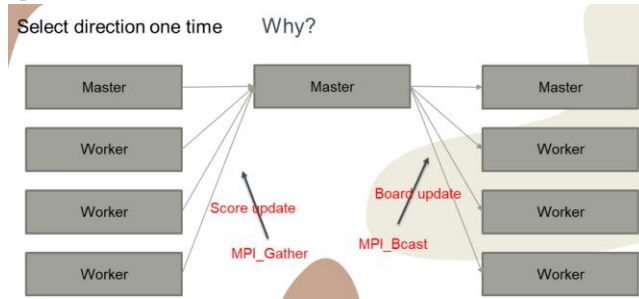 Select direction one time
Why?
Master
Master
Master
Worker
Worker
Worker
Worker
Score update
Board update
MPI_Gather
MPI_Bcast
Worker
Worker